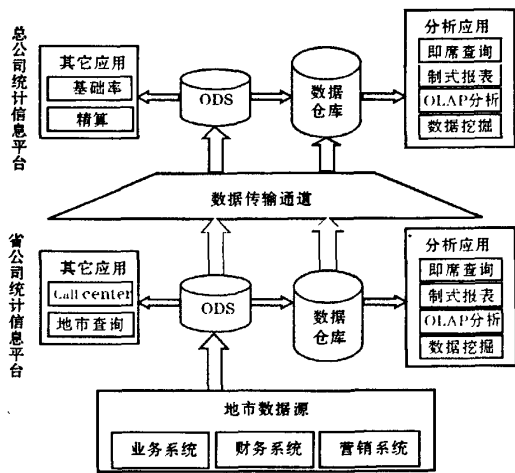 总公司统计信息平台
其它应用
基础率
精算
ODS
数据
仓库
分析应用
即席查询
制式报表
OLAP分析
数据挖掘
数据传输通道
省公司统计信息平台
其它应用
Call center
地市查询
ODS
数据
仓库
分析应用
即席查询
制式报表
OLAP分析
数据挖掘
地市数据源
业务系统
财务系统
营销系统